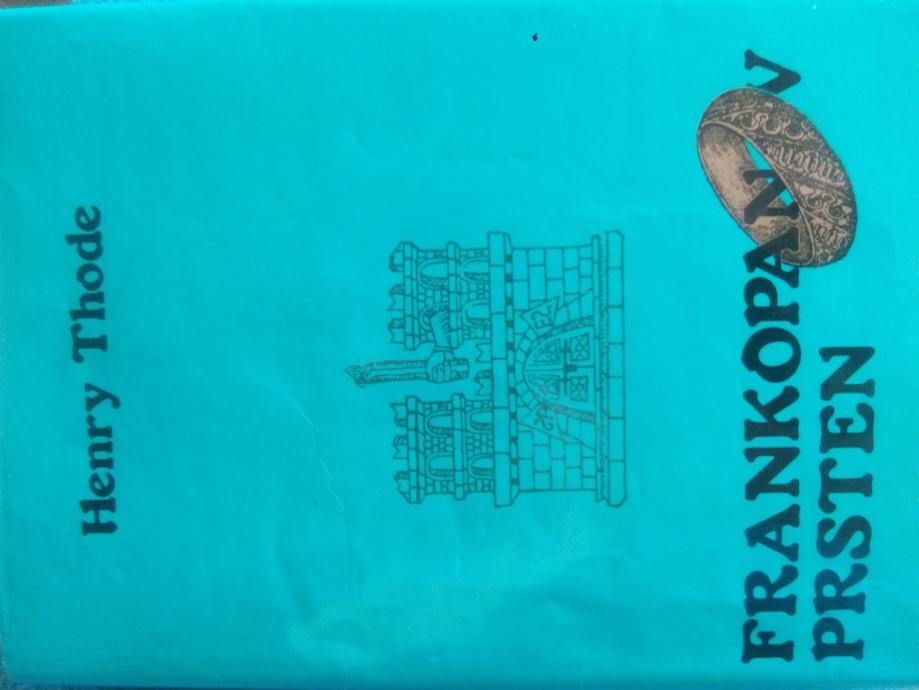 Henry Thode
FRANKOPANOV
PRSTEN